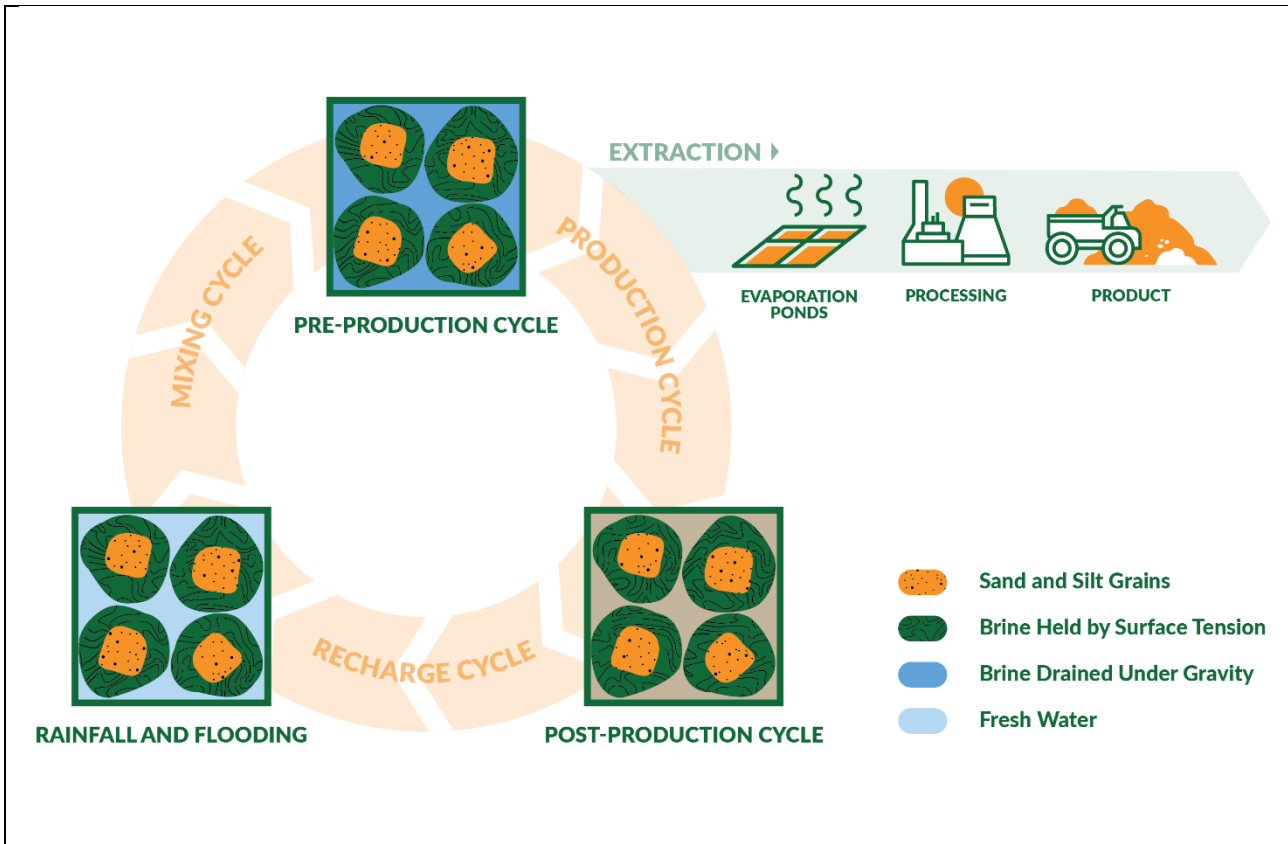 EXTRACTION
EVAPORATION
PONDS
PROCESSING
PRODUCT
MIXING CYCLE
PRODUCTION CYCLE
PRE-PRODUCTION CYCLE
RECHARGE CYCLE
RAINFALL AND FLOODING
POST-PRODUCTION CYCLE
Sand and Silt Grains
Brine Held by Surface Tension
Brine Drained Under Gravity
Fresh Water